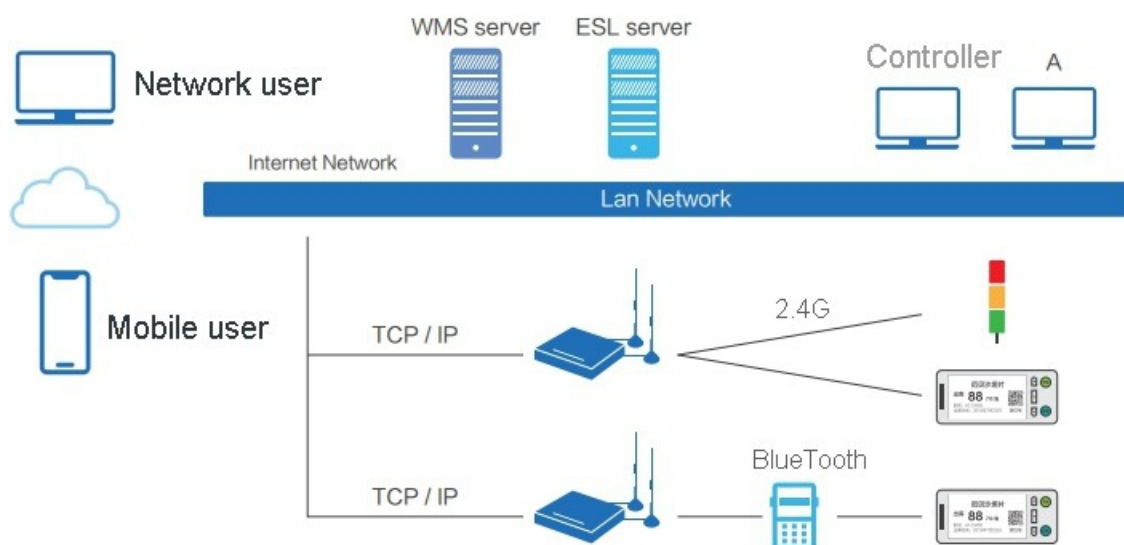 WMS server
ESL server
Controller
A
Network user
Internet Network
Lan Network
Mobile user
2.4G
TCP / IP
88
BlueTooth
TCP / IP
88